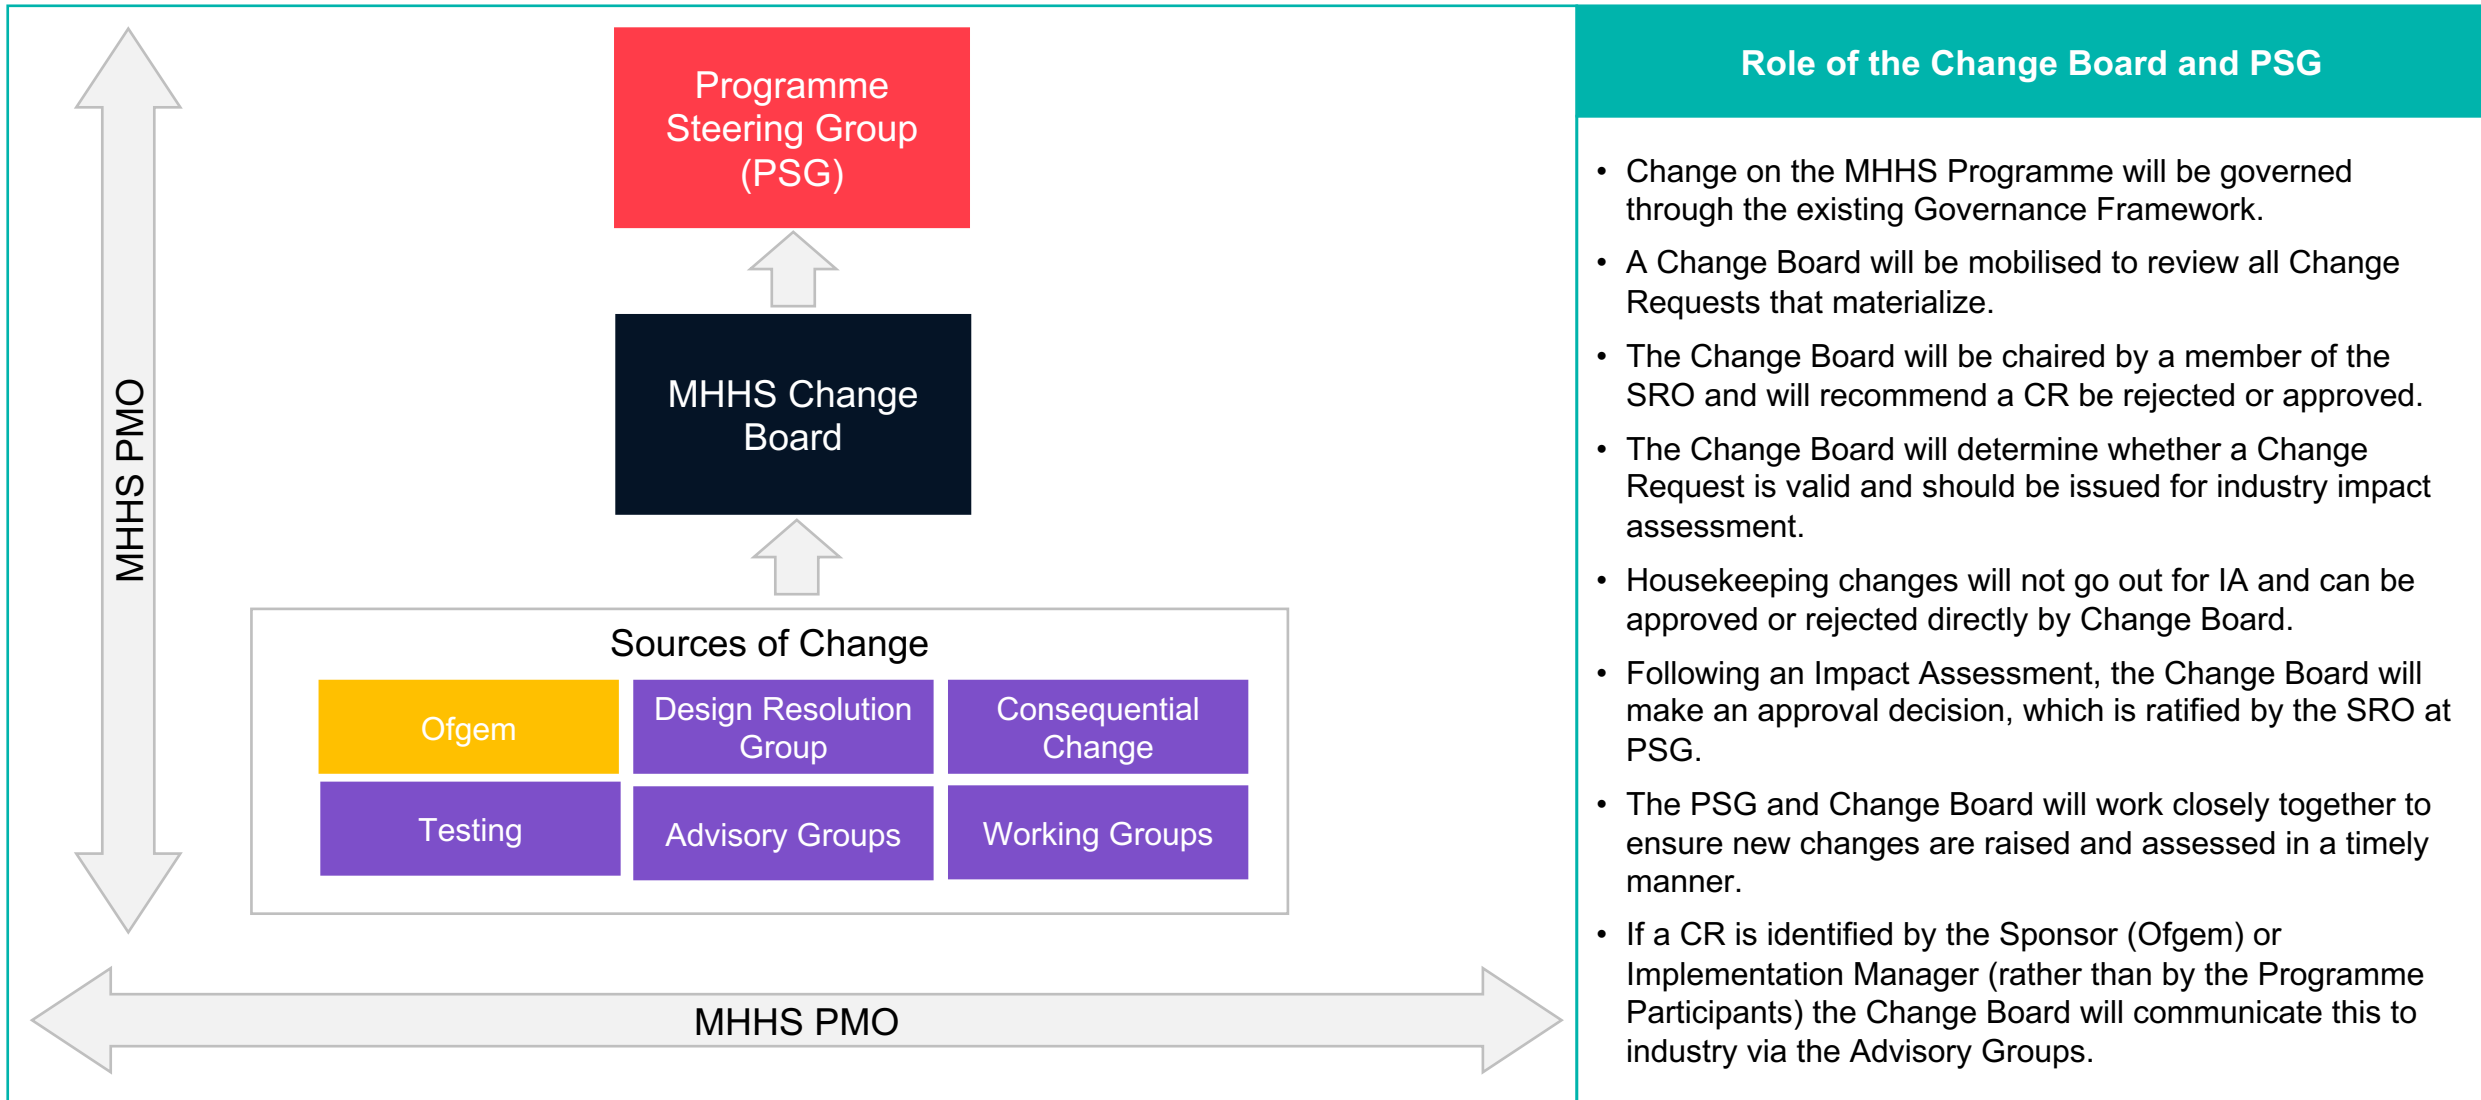 Programme
Steering Group
(PSG)
MHHS Change
Board
MHHS PMO
Sources of Change
Ofgem
Design Resolution
Group
Consequential
Change
Testing
Advisory Groups
Working Groups
MHHS PMO
Role of the Change Board and PSG
• Change on the MHHS Programme will be governed
through the existing Governance Framework.
• A Change Board will be mobilised to review all Change
Requests that materialize.
• The Change Board will be chaired by a member of the
SRO and will recommend a CR be rejected or approved.
• The Change Board will determine whether a Change
Request is valid and should be issued for industry impact
assessment.
• Housekeeping changes will not go out for IA and can be
approved or rejected directly by Change Board.
• Following an Impact Assessment, the Change Board will
make an approval decision, which is ratified by the SRO at
PSG.
• The PSG and Change Board will work closely together to
ensure new changes are raised and assessed in a timely
manner.
• If a CR is identified by the Sponsor (Ofgem) or
Implementation Manager (rather than by the Programme
Participants) the Change Board will communicate this to
industry via the Advisory Groups.